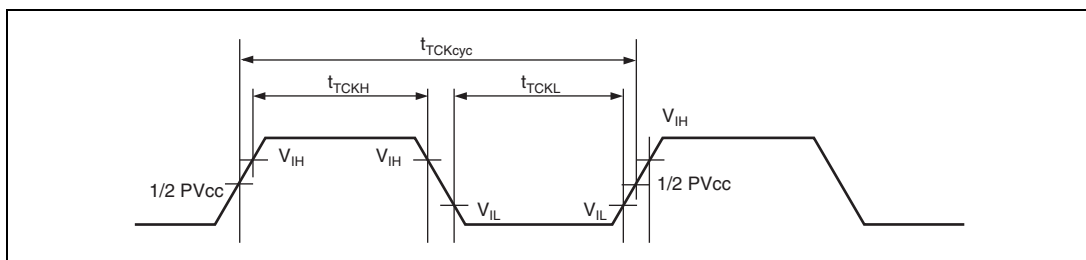 tTCKcyc
tTCKH
tTCKL
VIH
VIH
VIH
1/2 PVcc
1/2 PVcc
VIL
VIL